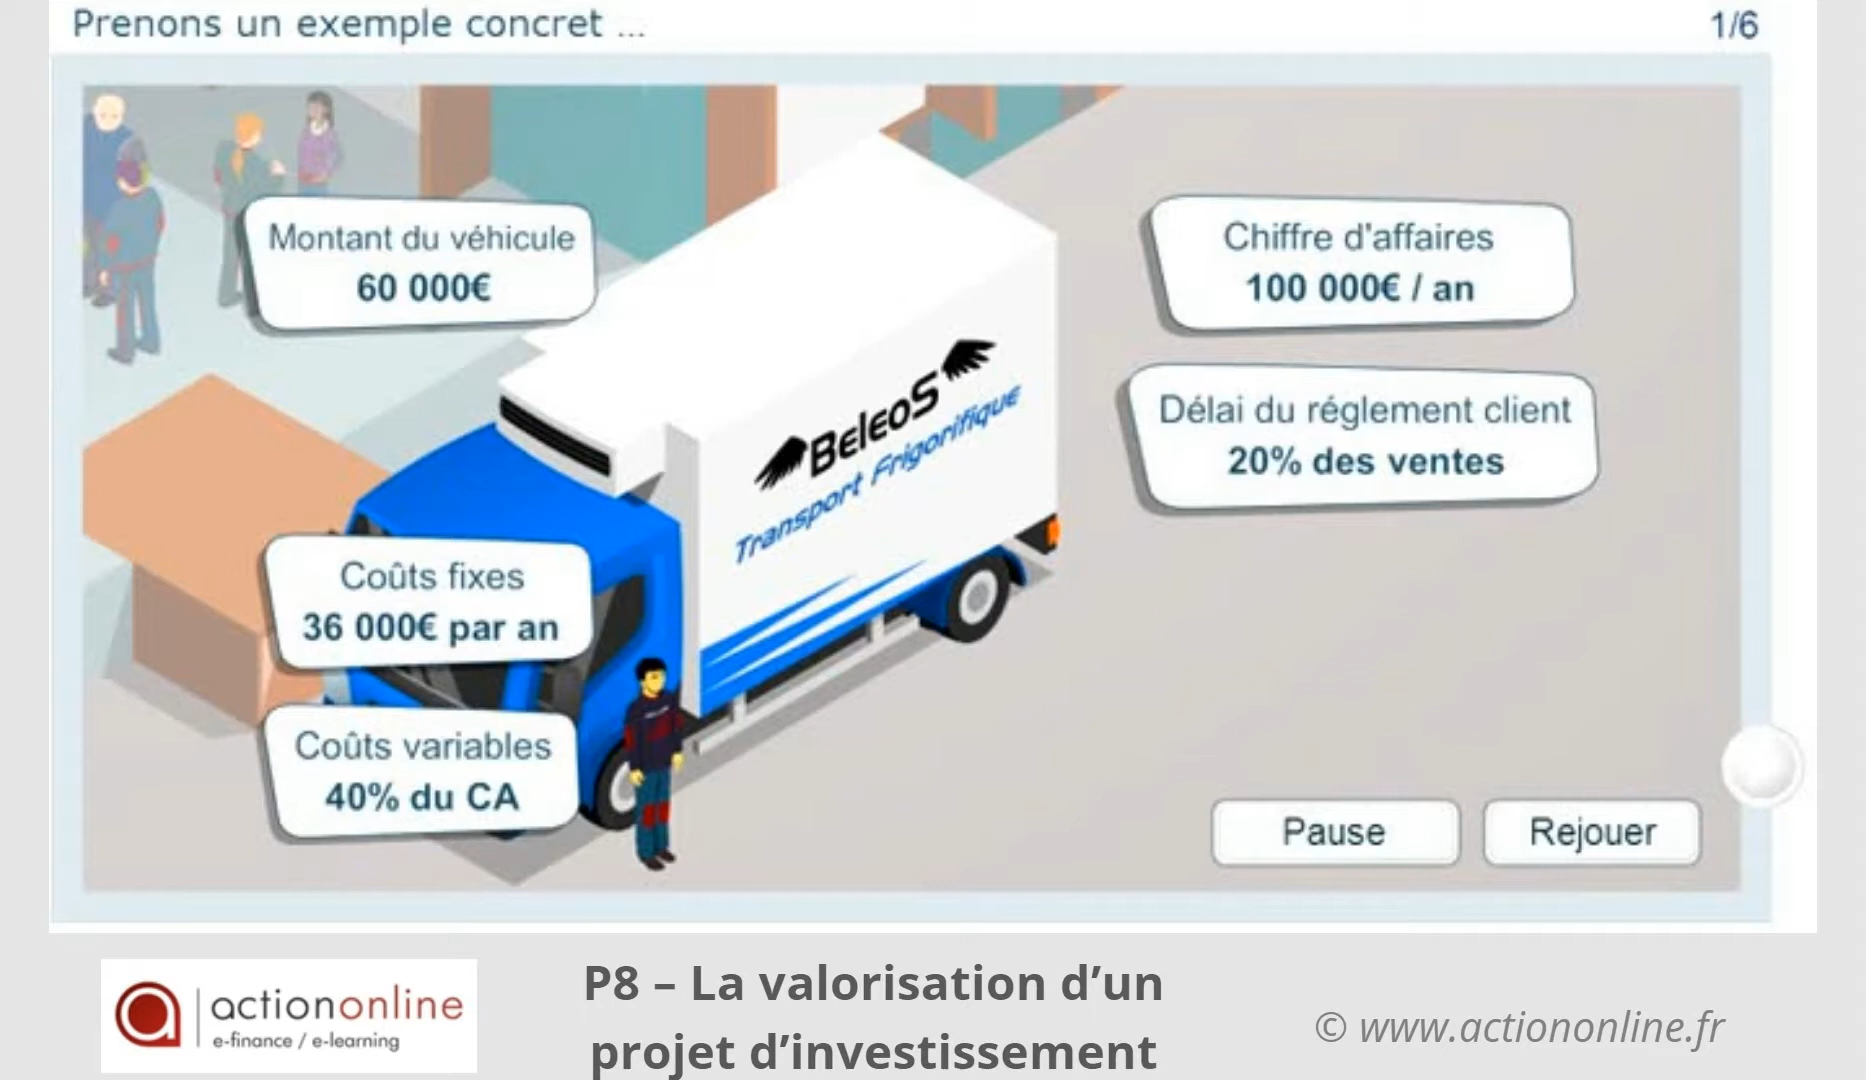 Prenons un exemple concret ...
1/6
Montant du véhicule
60 000€
Chiffre d'affaires
100 000€ / an
Délai du réglement client
20% des ventes
BeleoS
Transport Frigorifique
Coûts fixes
36 000€ par an
Coûts variables
40% du CA
Pause
Rejouer
actiononline
e-finance / e-learning
P8 – La valorisation d’un
projet d’investissement
© www.actiononline.fr